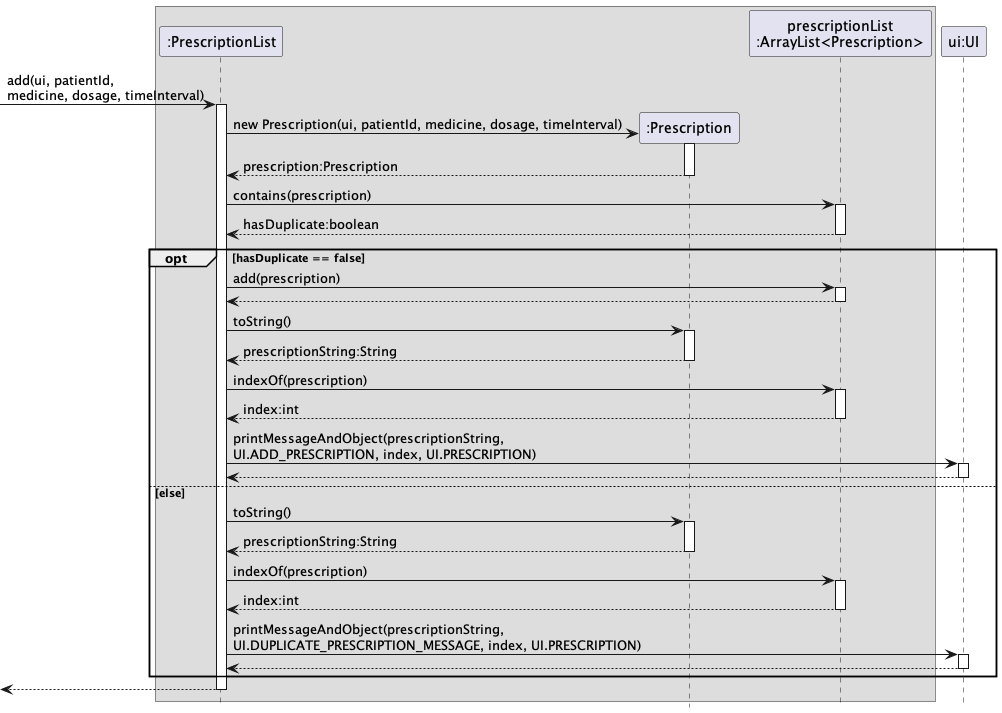 prescriptionList
:PrescriptionList
:ArrayList<Prescription>
ui:UI
add(ui, patientId,
medicine, dosage, timeInterval)
new Prescription(ui, patientId, medicine, dosage, timeInterval)
:Prescription
prescription:Prescription
contains(prescription)
hasDuplicate:boolean
opt
[hasDuplicate == false]
add(prescription)
toString()
prescriptionString:String
indexOf(prescription)
index:int
printMessageAndObject(prescriptionString,
UI.ADD_PRESCRIPTION, index, UI.PRESCRIPTION)
[else]
toString()
prescriptionString:String
indexOf(prescription)
index:int
printMessageAndObject(prescriptionString,
UI.DUPLICATE_PRESCRIPTION_MESSAGE, index, UI.PRESCRIPTION)